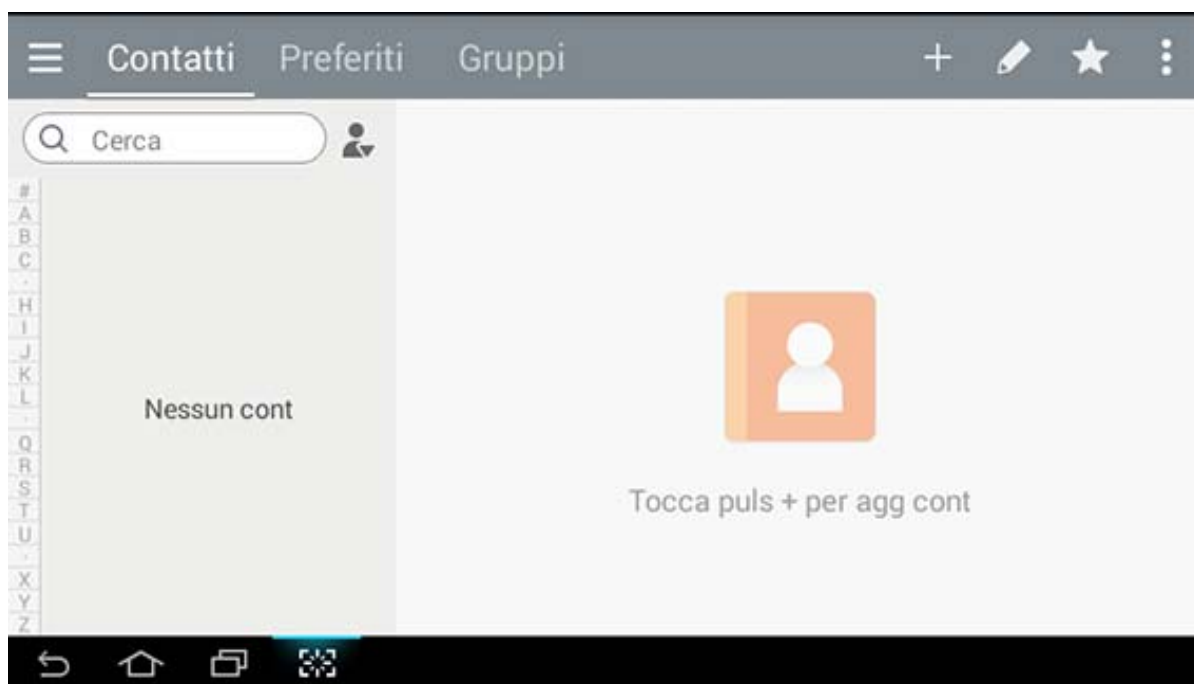 Contatti Preferiti Gruppi +
Cerca
#
A
B
C
·
H
I
J
K
L
·
Q
R
S
T
U
·
X
Y
Z
Nessun cont
Tocca puls + per agg cont